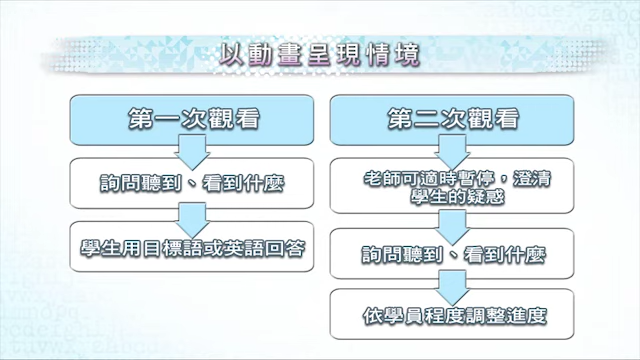 以動畫呈現情境
第一次觀看
詢問聽到、看到什麼
學生用目標語或英語回答
第二次觀看
老師可適時暫停，澄清
學生的疑惑
詢問聽到、看到什麼
依學員程度調整進度